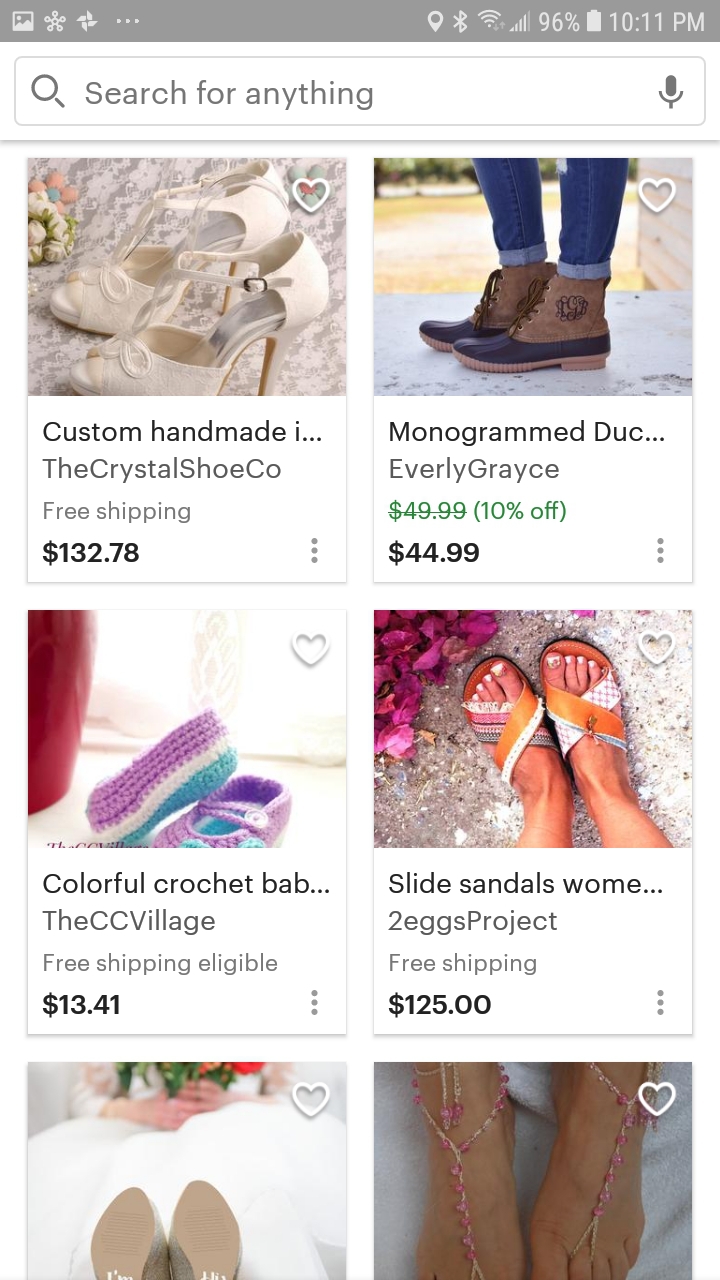 96% 10:11 PM
Search for anything
Custom handmade i...
TheCrystalShoeCo
Free shipping
$132.78
Monogrammed Duc...
EverlyGrayce
$49.99 (10% off)
$44.99
TheCCVillage
Colorful crochet bab...
TheCCVillage
Free shipping eligible
$13.41
Slide sandals wome...
2eggsProject
Free shipping
$125.00
I'm